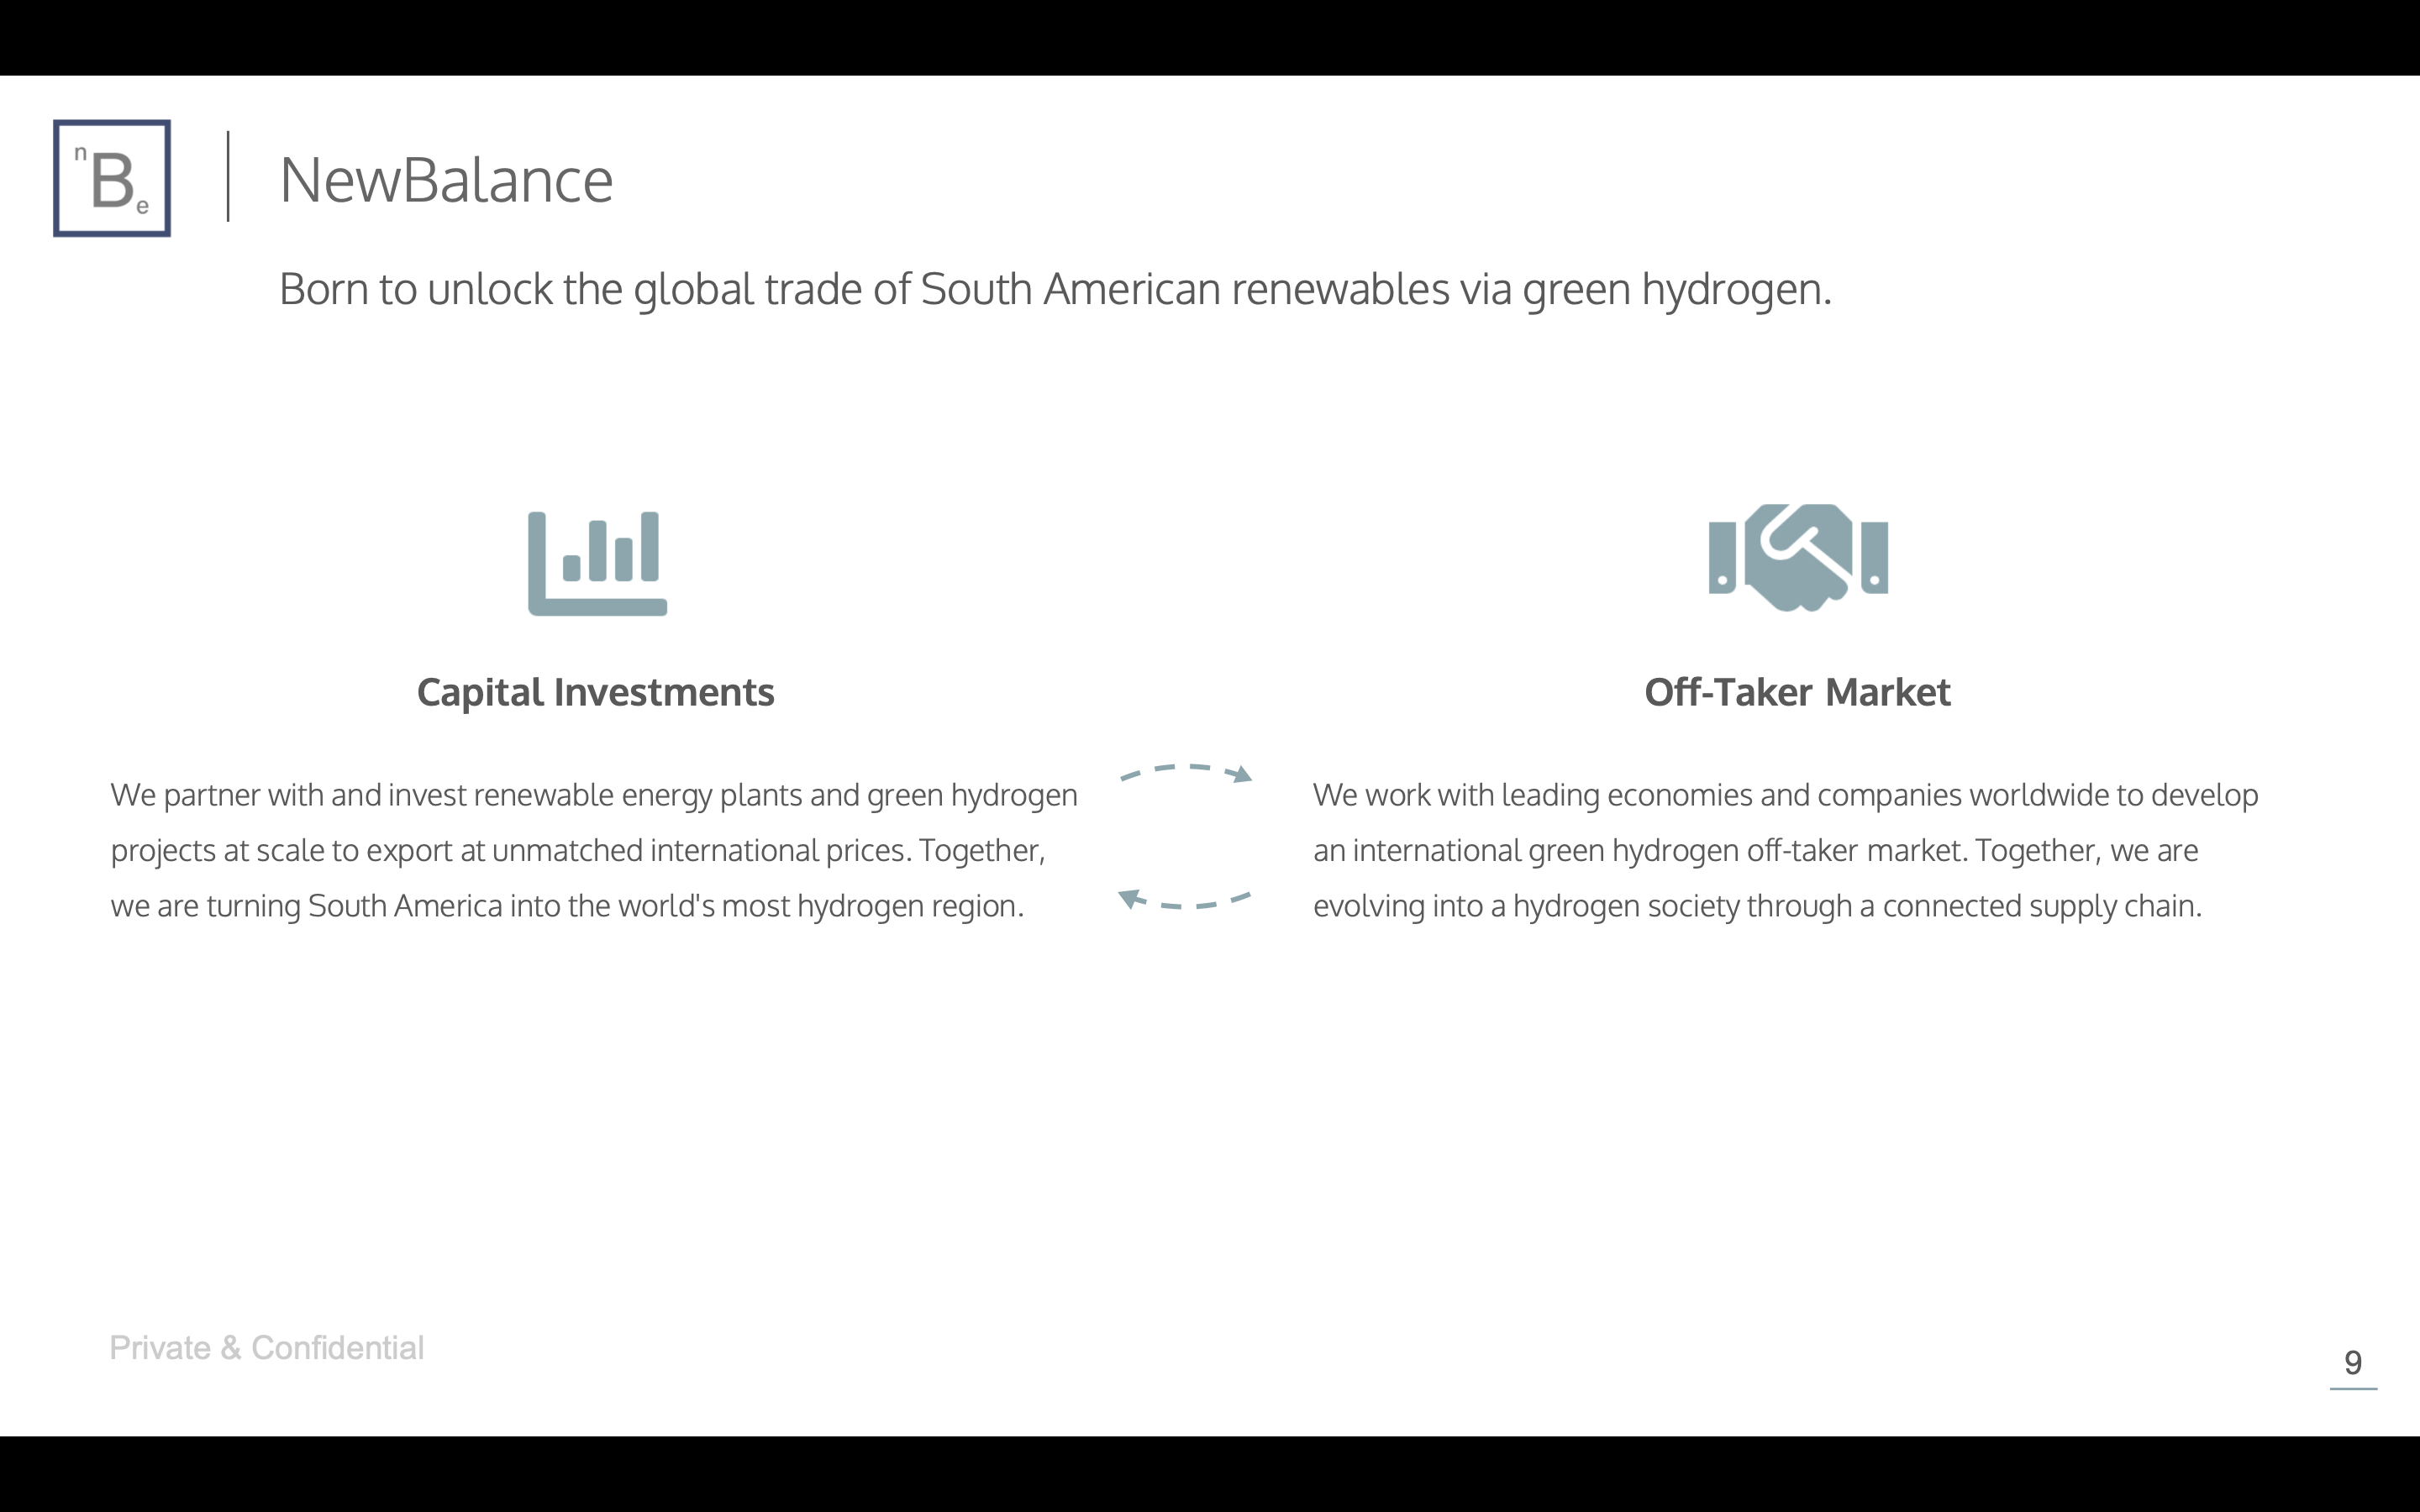 n
B
e
NewBalance
Born to unlock the global trade of South American renewables via green hydrogen.
Capital Investments
We partner with and invest renewable energy plants and green hydrogen
projects at scale to export at unmatched international prices. Together,
we are turning South America into the world's most hydrogen region.
Off-Taker Market
We work with leading economies and companies worldwide to develop
an international green hydrogen off-taker market. Together, we are
evolving into a hydrogen society through a connected supply chain.
Private & Confidential
9